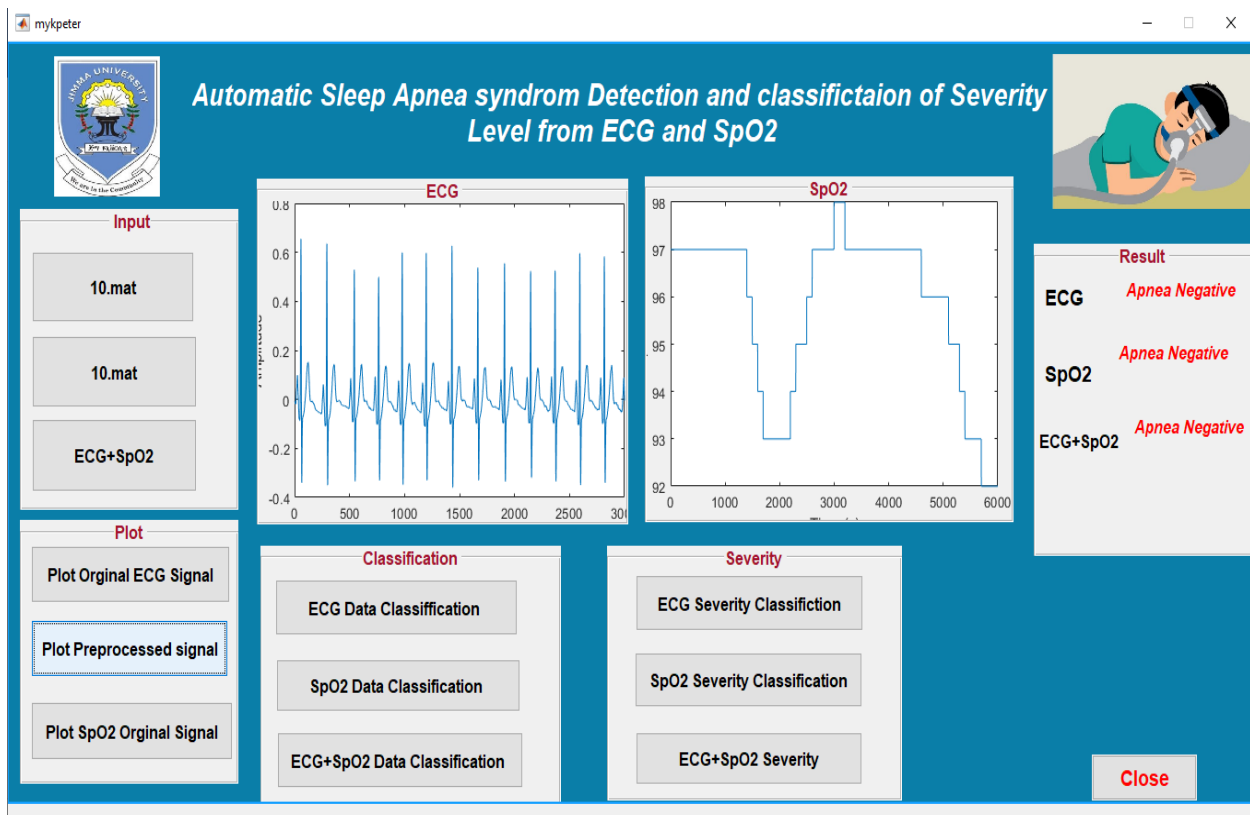 mykpeter
JIMMA UNIVERSITY
We are in the Community
Automatic Sleep Apnea syndrom Detection and classifictaion of Severity
Level from ECG and SpO2
Input
10.mat
10.mat
ECG+SpO2
Plot
Plot Orginal ECG Signal
Plot Preprocessed signal
Plot SpO2 Orginal Signal
ECG
0.8
0.6
0.4
0.2
0
-0.2
-0.4
0 500 1000 1500 2000 2500 300
SpO2
98
97
96
95
94
93
92
0 1000 2000 3000 4000 5000 6000
Result
ECG Apnea Negative
SpO2 Apnea Negative
ECG+SpO2 Apnea Negative
Classification
ECG Data Classiffication
SpO2 Data Classification
ECG+SpO2 Data Classification
Severity
ECG Severity Classifiction
SpO2 Severity Classification
ECG+SpO2 Severity
Close